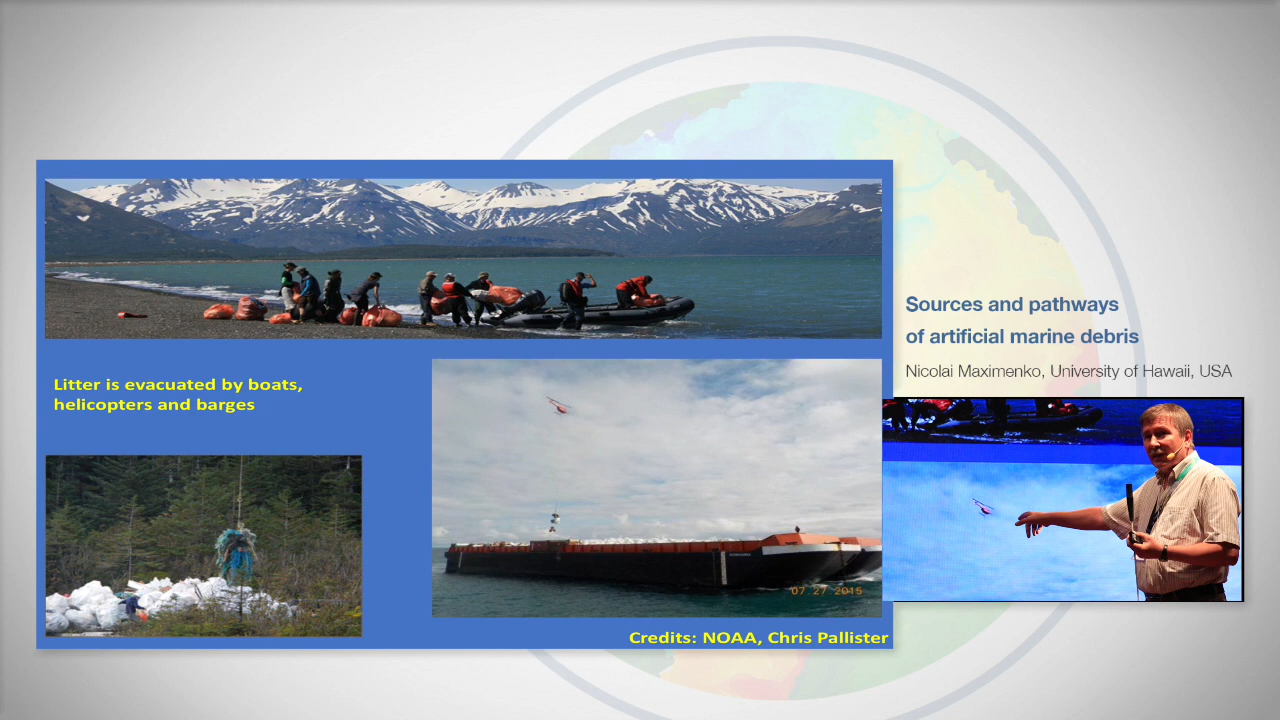 Litter is evacuated by boats,
helicopters and barges
07 27 2015
Credits: NOAA, Chris Pallister
Sources and pathways
of artificial marine debris
Nicolai Maximenko, University of Hawaii, USA